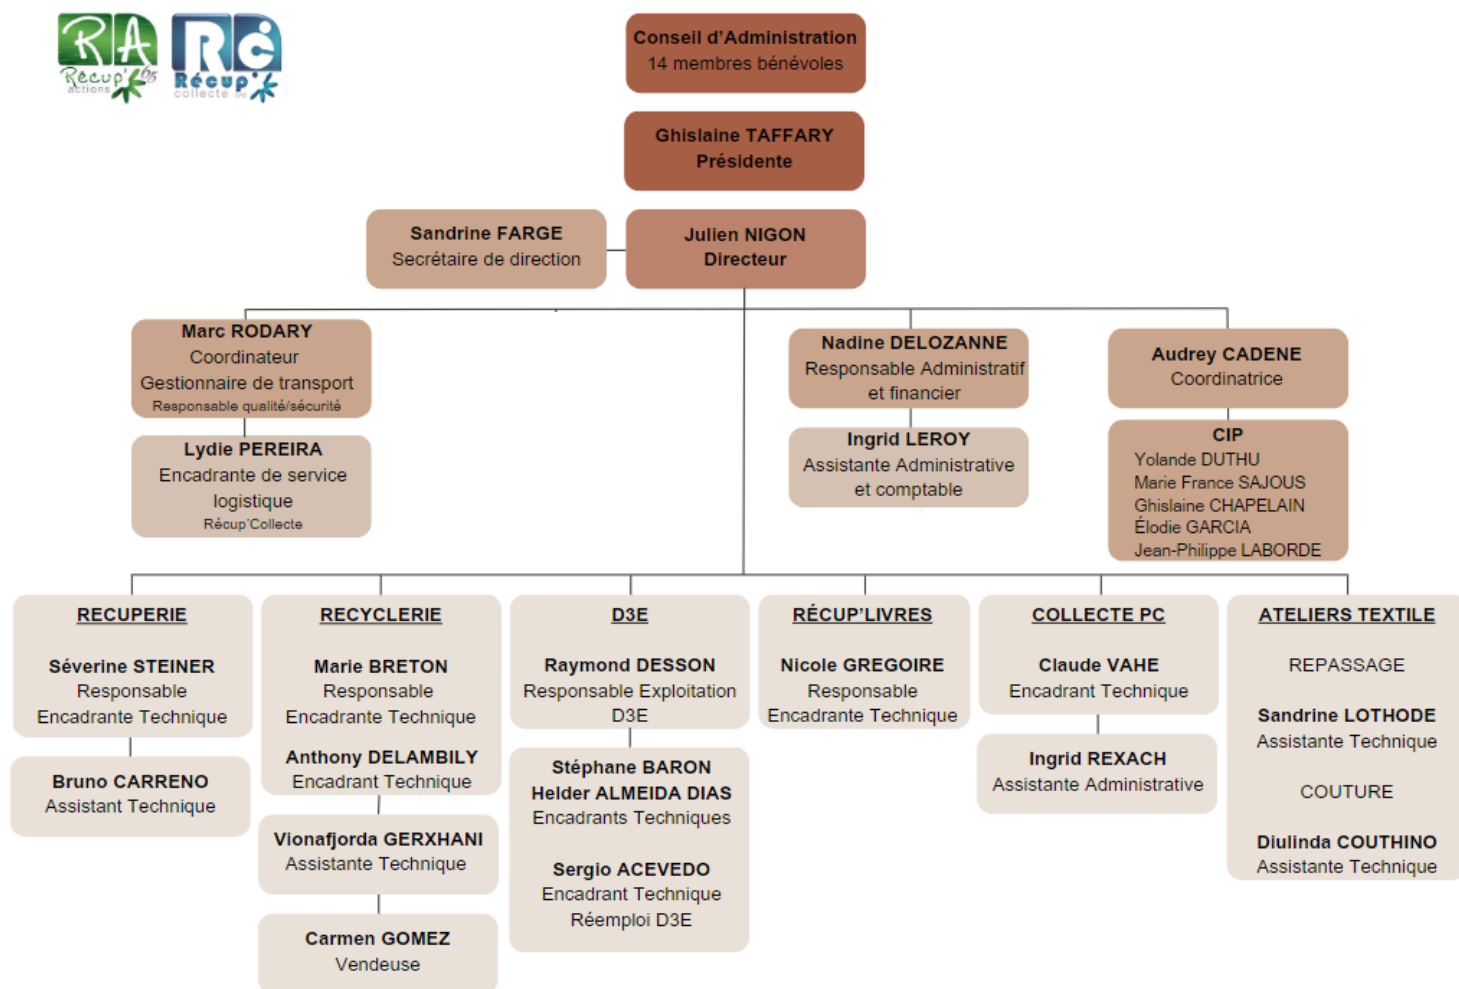 RA
Récup'
actions
65
RC
Récup'
collecte
Conseil d'Administration
14 membres bénévoles
Ghislaine TAFFARY
Présidente
Sandrine FARGE
Secrétaire de direction
Julien NIGON
Directeur
Marc RODARY
Coordinateur
Gestionnaire de transport
Responsable qualité/sécurité
Lydie PEREIRA
Encadrante de service
logistique
Récup'Collecte
Nadine DELOZANNE
Responsable Administratif
et financier
Ingrid LEROY
Assistante Administrative
et comptable
Audrey CADENE
Coordinatrice
CIP
Yolande DUTHU
Marie France SAJOUS
Ghislaine CHAPELAIN
Élodie GARCIA
Jean-Philippe LABORDE
RECUPERIE
Séverine STEINER
Responsable
Encadrante Technique
Bruno CARRENO
Assistant Technique
RECYCLERIE
Marie BRETON
Responsable
Encadrante Technique
Anthony DELAMBILY
Encadrant Technique
Vionafjorda GERXHANI
Assistante Technique
Carmen GOMEZ
Vendeuse
D3E
Raymond DESSON
Responsable Exploitation
D3E
Stéphane BARON
Helder ALMEIDA DIAS
Encadrants Techniques
Sergio ACEVEDO
Encadrant Technique
Réemploi D3E
RÉCUP'LIVRES
Nicole GREGOIRE
Responsable
Encadrante Technique
COLLECTE PC
Claude VAHE
Encadrant Technique
Ingrid REXACH
Assistante Administrative
ATELIERS TEXTILE
REPASSAGE
Sandrine LOTHODE
Assistante Technique
COUTURE
Diulinda COUTHINO
Assistante Technique